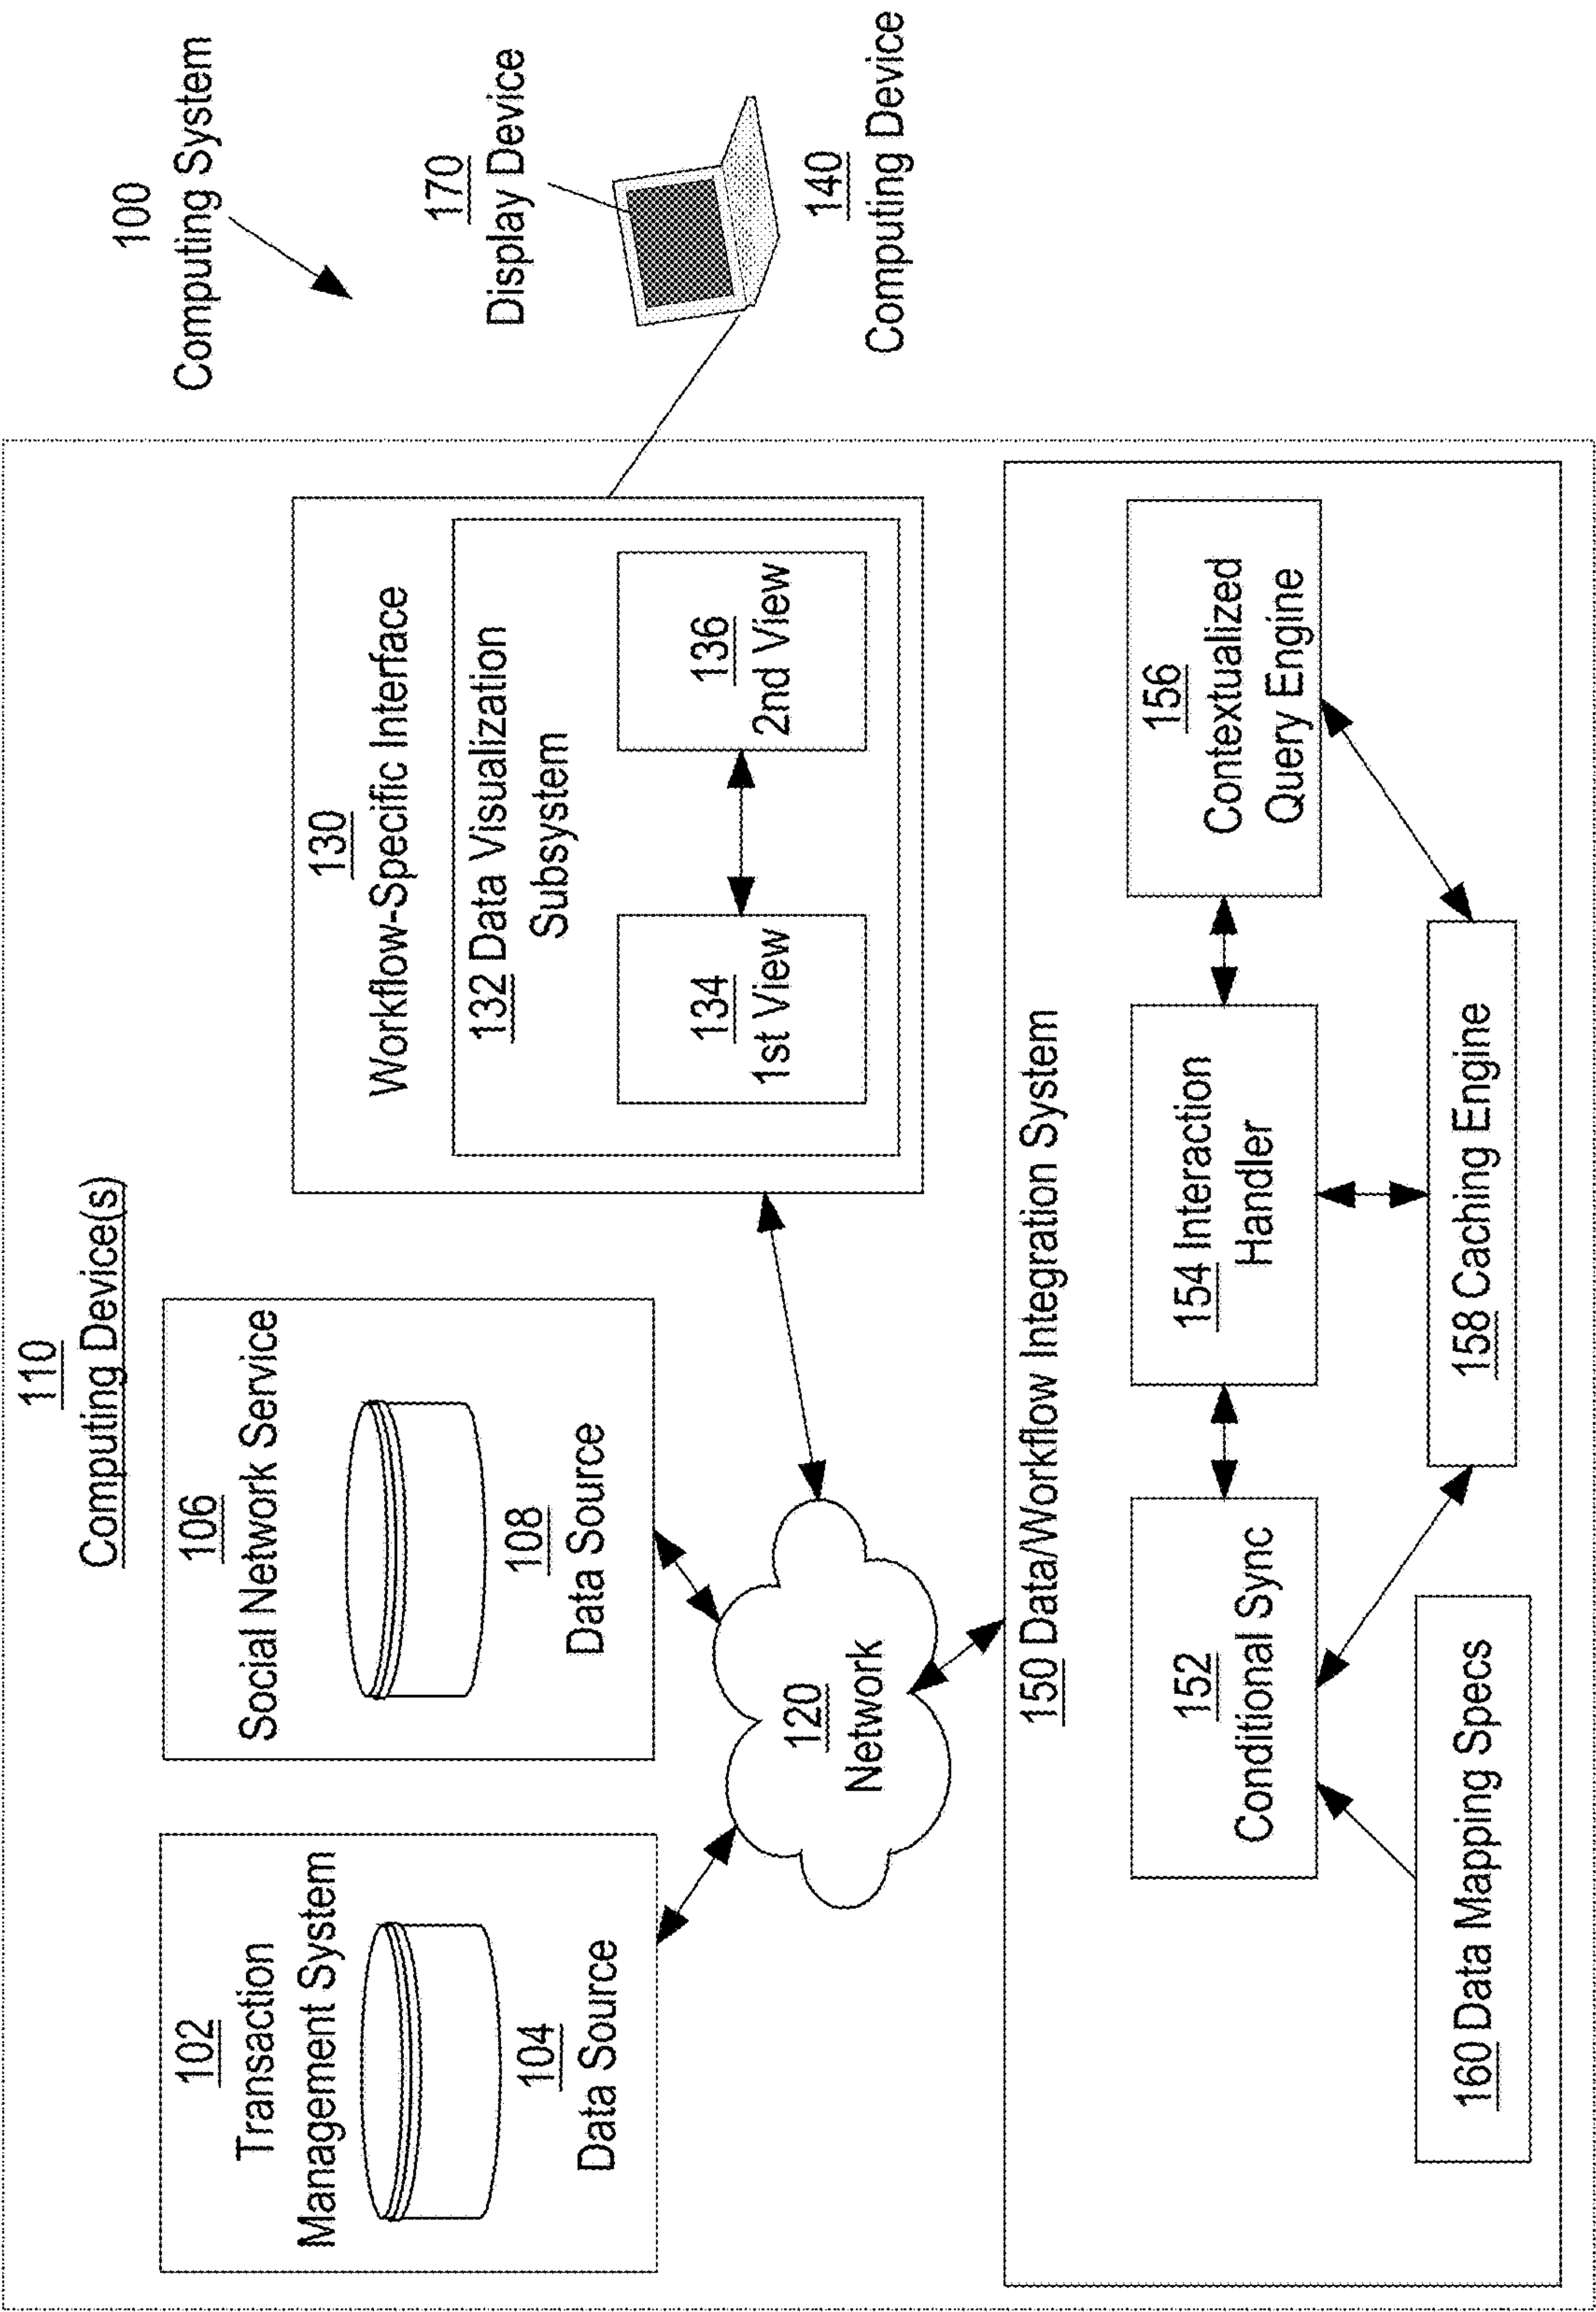 100
Computing System
110
Computing Device(s)
102
Transaction
Management System
104
Data Source
106
Social Network Service
108
Data Source
130
Workflow-Specific Interface
132 Data Visualization
Subsystem
134
1st View
136
2nd View
170
Display Device
140
Computing Device
120
Network
150 Data/Workflow Integration System
152
Conditional Sync
154 Interaction
Handler
156
Contextualized
Query Engine
160 Data Mapping Specs
158 Caching Engine